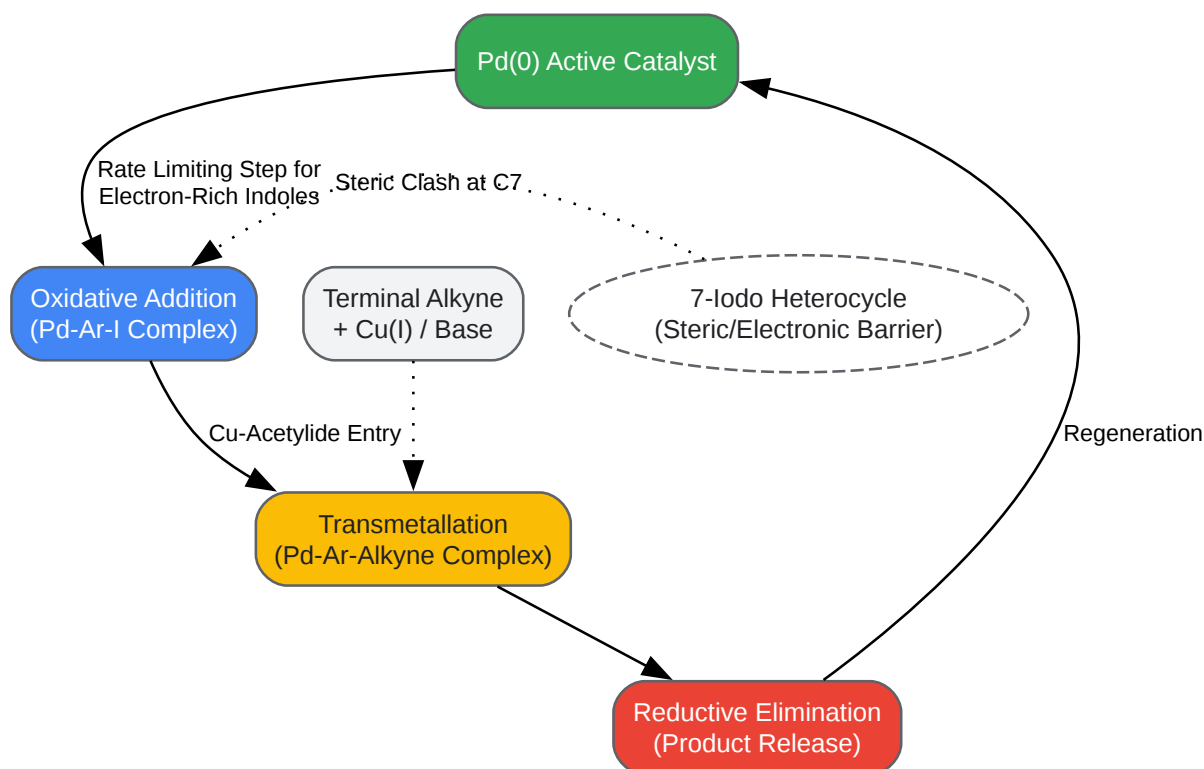 Pd(0) Active Catalyst
Rate Limiting Step for
Electron-Rich Indoles
Steric Clash at C7
Oxidative Addition
(Pd-Ar-I Complex)
Terminal Alkyne
+ Cu(I) / Base
7-Iodo Heterocycle
(Steric/Electronic Barrier)
Cu-Acetylide Entry
Regeneration
Transmetallation
(Pd-Ar-Alkyne Complex)
Reductive Elimination
(Product Release)